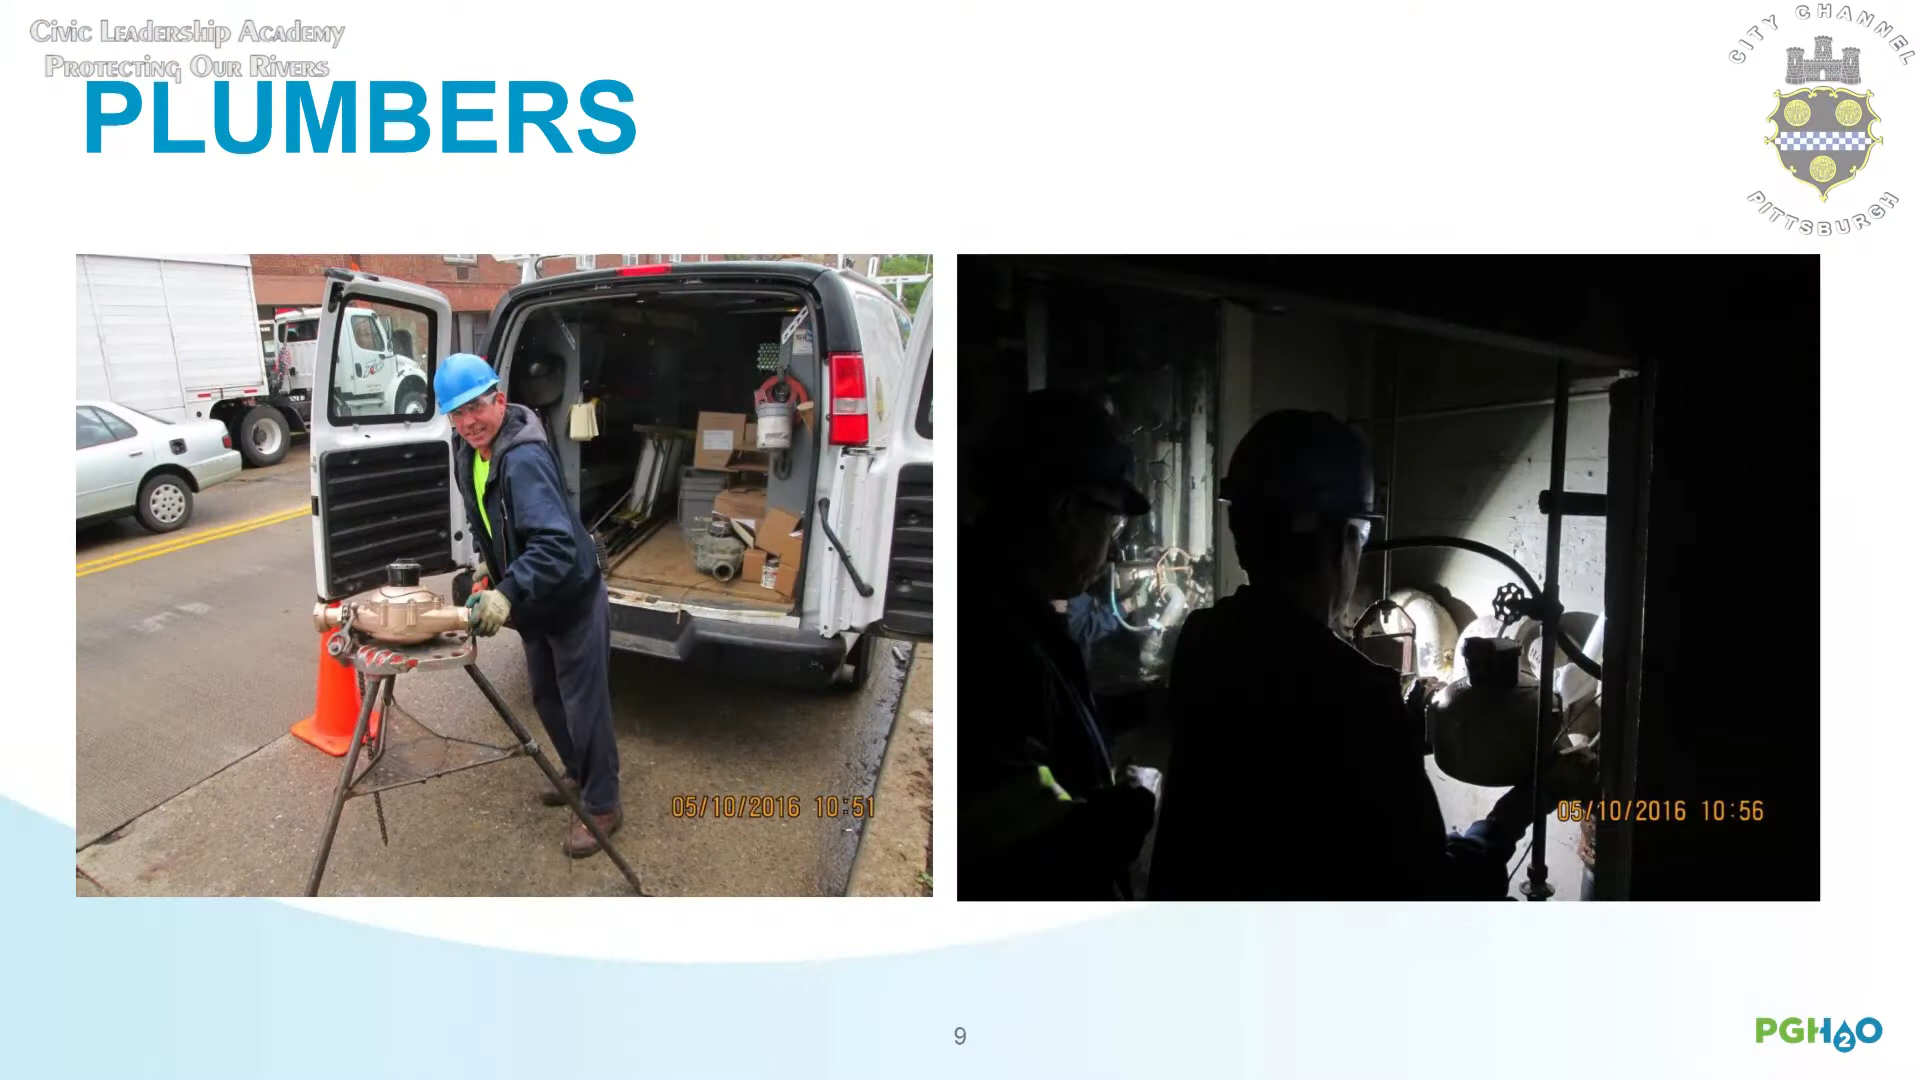 Civic Leadership Academy
Protecting Our Rivers
PLUMBERS
CITY CHANNEL
PITTSBURGH
05/10/2016 10:51
05/10/2016 10:56
9
PGH2O